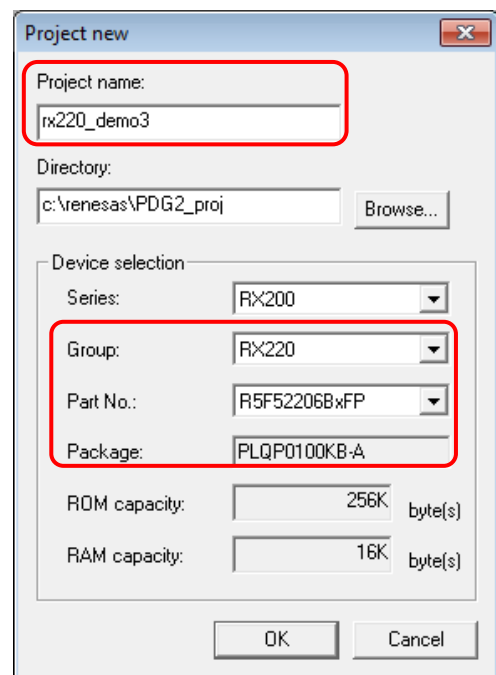 Project new
Project name:
rx220_demo3
Directory:
c:\renesas\PDG2_proj
Browse...
Device selection
Series: RX200
Group: RX220
Part No.: R5F52206BxFP
Package: PLQP0100KB-A
ROM capacity: 256K byte(s)
RAM capacity: 16K byte(s)
OK Cancel